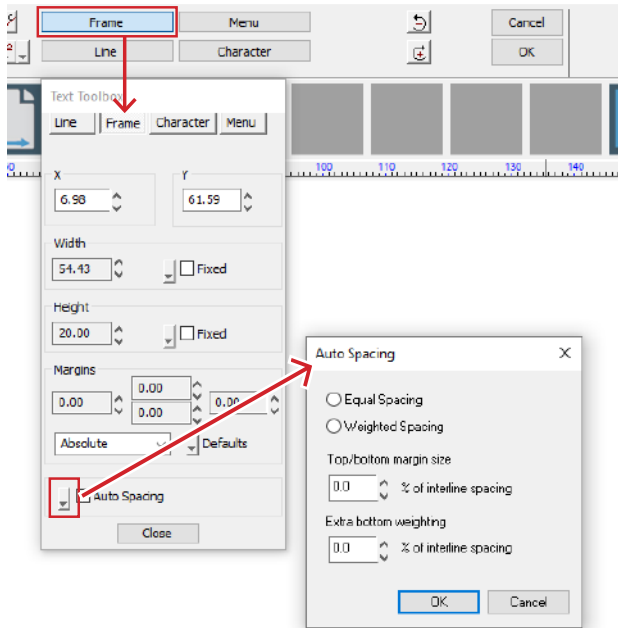 Frame Menu Cancel
Line Character OK
Text Toolbox
Line Frame Character Menu
100 110 120 130 140
X Y
6.98 61.59
Width
54.43 Fixed
Height
20.00 Fixed
Margins
0.00
0.00 0.00
0.00
Absolute Defaults
Auto Spacing
Close
Auto Spacing X
Equal Spacing
Weighted Spacing
Top/bottom margin size
0.0 % of interline spacing
Extra bottom weighting
0.0 % of interline spacing
OK Cancel